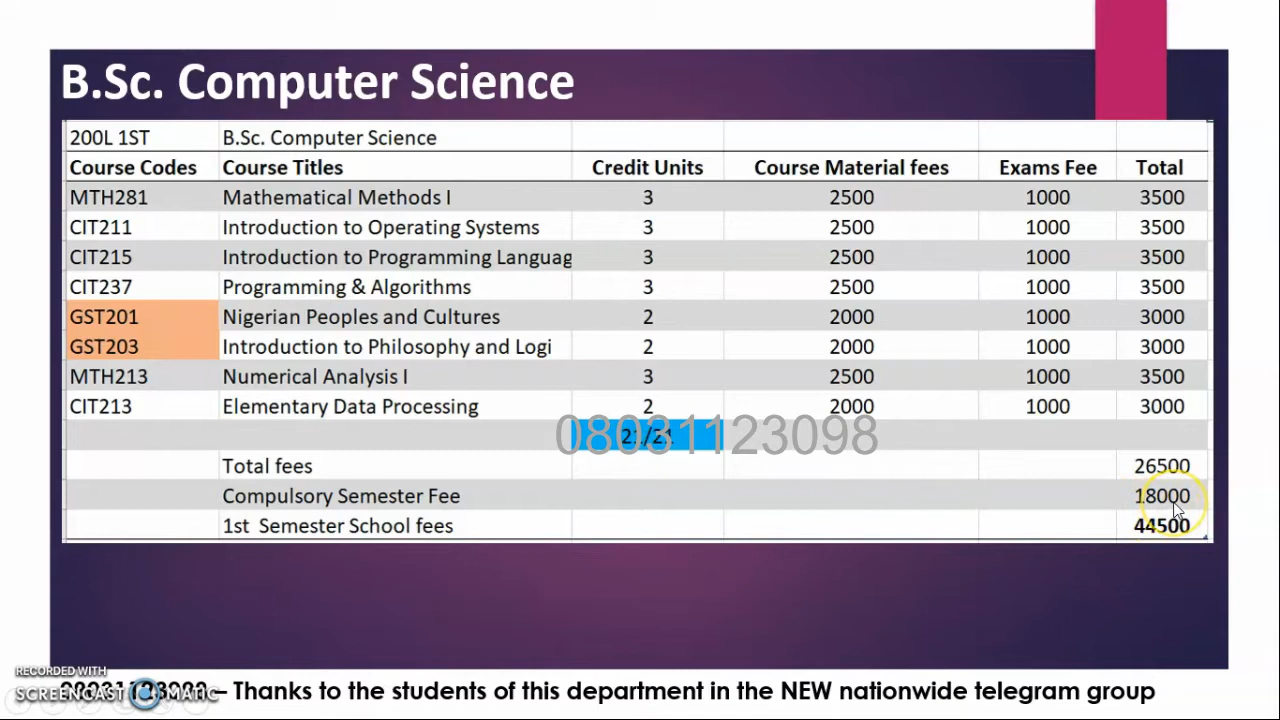 B.Sc. Computer Science
200L 1ST B.Sc. Computer Science
Course Codes Course Titles Credit Units Course Material fees Exams Fee Total
MTH281 Mathematical Methods I 3 2500 1000 3500
CIT211 Introduction to Operating Systems 3 2500 1000 3500
CIT215 Introduction to Programming Languag 3 2500 1000 3500
CIT237 Programming & Algorithms 3 2500 1000 3500
GST201 Nigerian Peoples and Cultures 2 2000 1000 3000
GST203 Introduction to Philosophy and Logi 2 2000 1000 3000
MTH213 Numerical Analysis I 3 2500 1000 3500
CIT213 Elementary Data Processing 2 2000 1000 3000
21/21
08031123098
Total fees 26500
Compulsory Semester Fee 18000
1st Semester School fees 44500
RECORDED WITH
SCREENCAST MATIC
– Thanks to the students of this department in the NEW nationwide telegram group